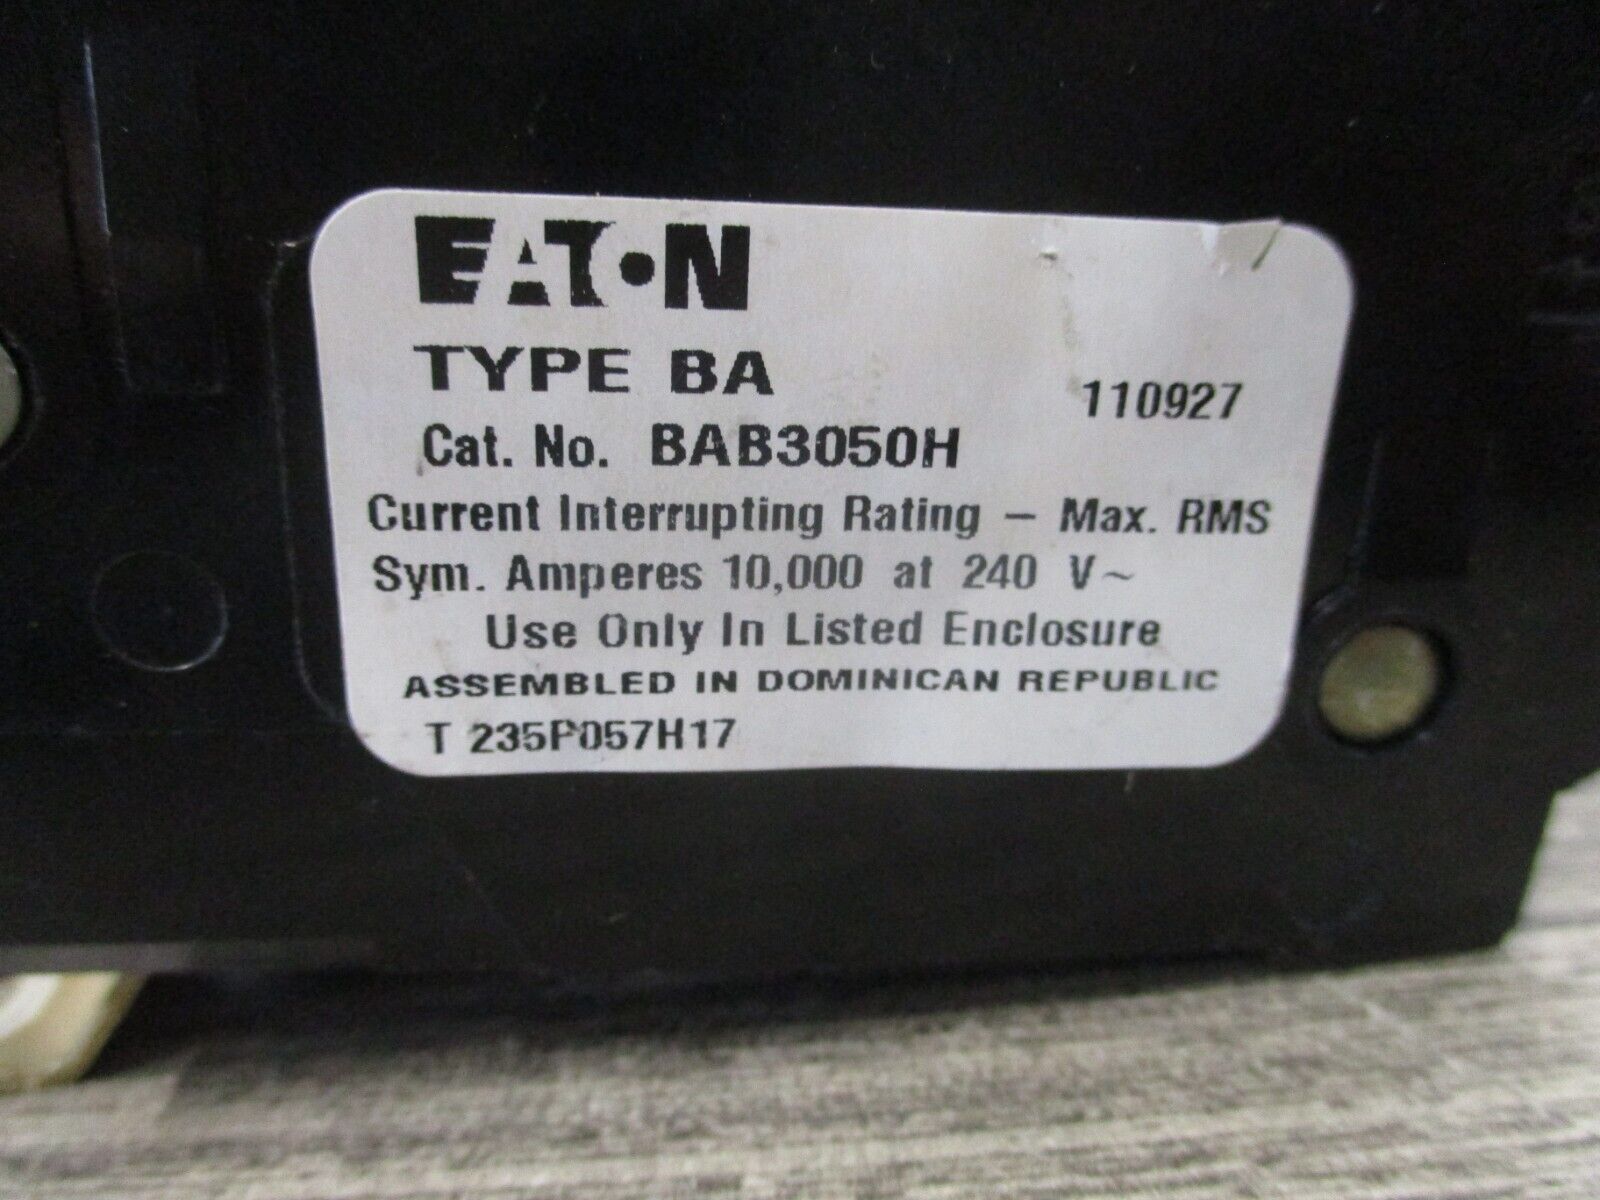 EATON
TYPE BA
110927
Cat. No. BAB3050H
Current Interrupting Rating – Max. RMS
Sym. Amperes 10,000 at 240 V~
Use Only In Listed Enclosure
ASSEMBLED IN DOMINICAN REPUBLIC
T 235P057H17